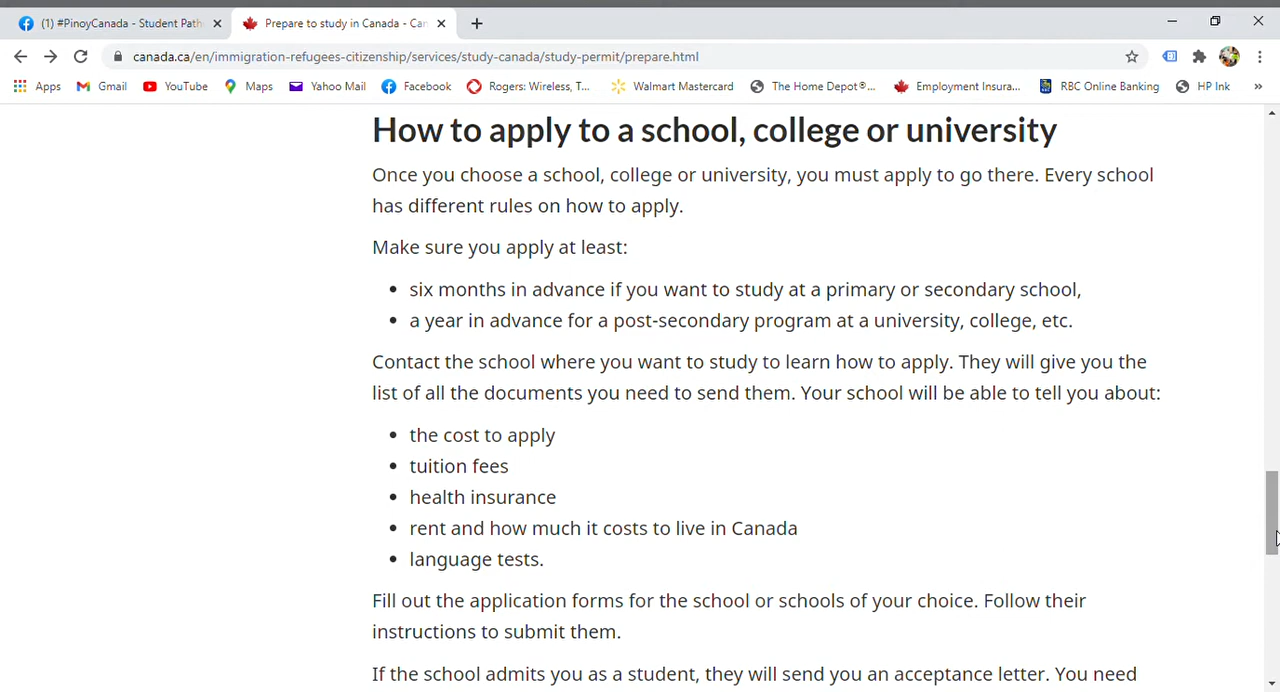 (1) #PinoyCanada - Student Path
Prepare to study in Canada - Can
canada.ca/en/immigration-refugees-citizenship/services/study-canada/study-permit/prepare.html
Apps Gmail YouTube Maps Yahoo Mail Facebook Rogers: Wireless, T... Walmart Mastercard The Home Depot®... Employment Insura... RBC Online Banking HP Ink »
How to apply to a school, college or university
Once you choose a school, college or university, you must apply to go there. Every school
has different rules on how to apply.
Make sure you apply at least:
• six months in advance if you want to study at a primary or secondary school,
• a year in advance for a post-secondary program at a university, college, etc.
Contact the school where you want to study to learn how to apply. They will give you the
list of all the documents you need to send them. Your school will be able to tell you about:
• the cost to apply
• tuition fees
• health insurance
• rent and how much it costs to live in Canada
• language tests.
Fill out the application forms for the school or schools of your choice. Follow their
instructions to submit them.
If the school admits you as a student, they will send you an acceptance letter. You need